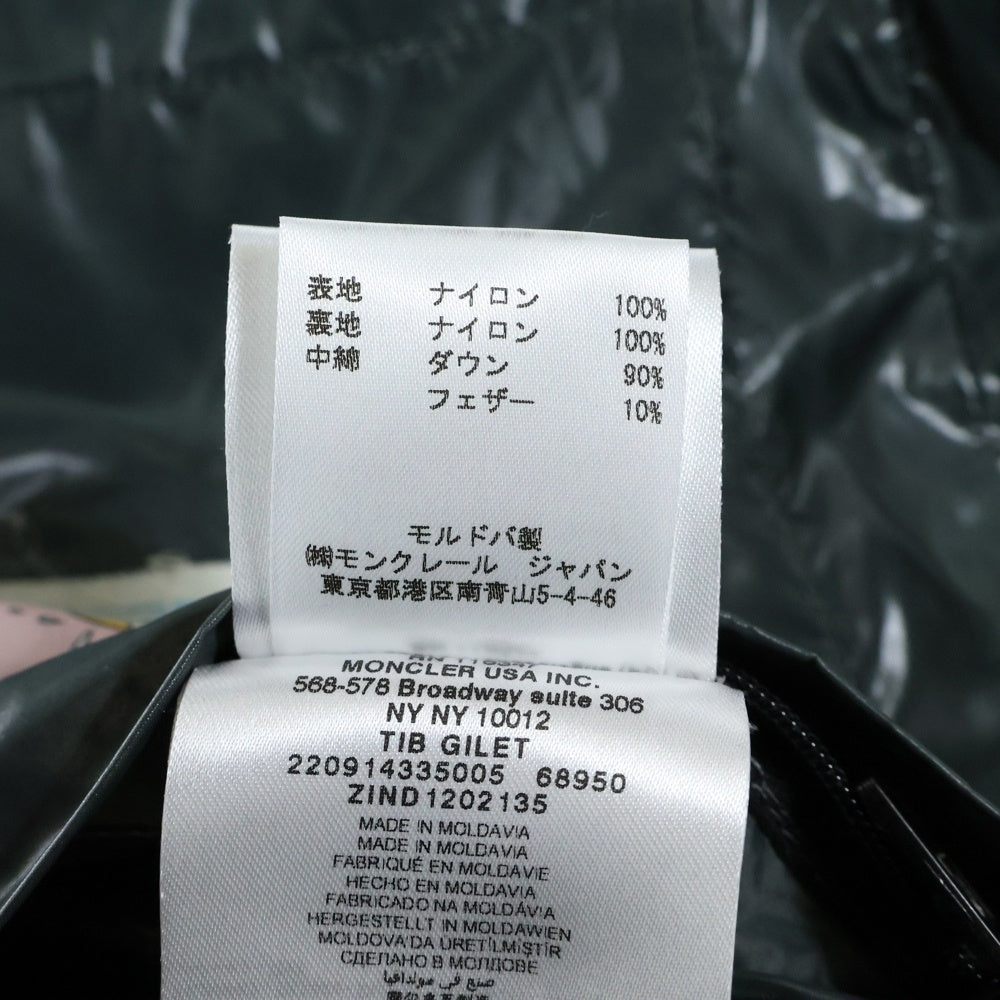 表地 ナイロン 100%
裏地 ナイロン 100%
中綿 ダウン 90%
フェザー 10%
モルドバ製
㈱モンクレール ジャパン
東京都港区南青山5-4-46
MONCLER USA INC.
568-578 Broadway suite 306
NY NY 10012
TIB GILET
220914335005 68950
ZIND1202135
MADE IN MOLDAVIA
MADE IN MOLDAVIA
FABRIQUÉ EN MOLDAVIE
HECHO EN MOLDAVIA
FABRICADO NA MOLDÁVIA
HERGESTELLT IN MOLDAWIEN
MOLDOVA'DA ÜRETİLMİŞTİR
СДЕЛАНО В МОЛДОВЕ
صنع في مولدافيا